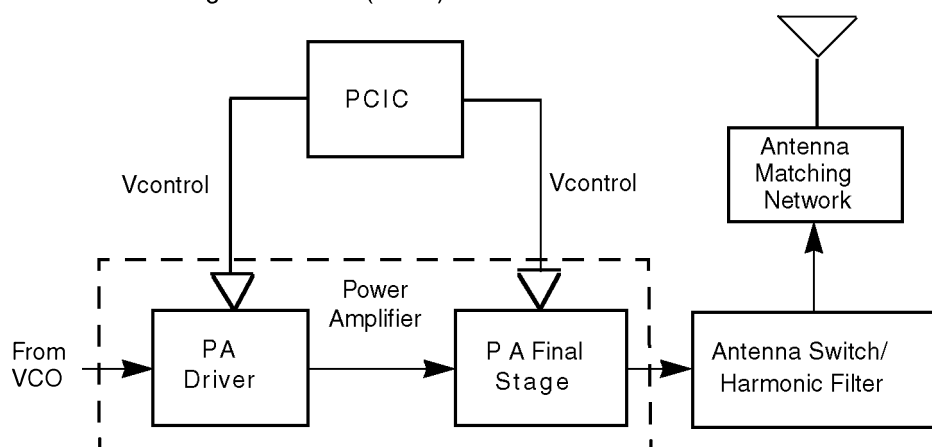 PCIC
Vcontrol
Vcontrol
Antenna
Matching
Network
Power
Amplifier
From
VCO
PA
Driver
P A Final
Stage
Antenna Switch/
Harmonic Filter